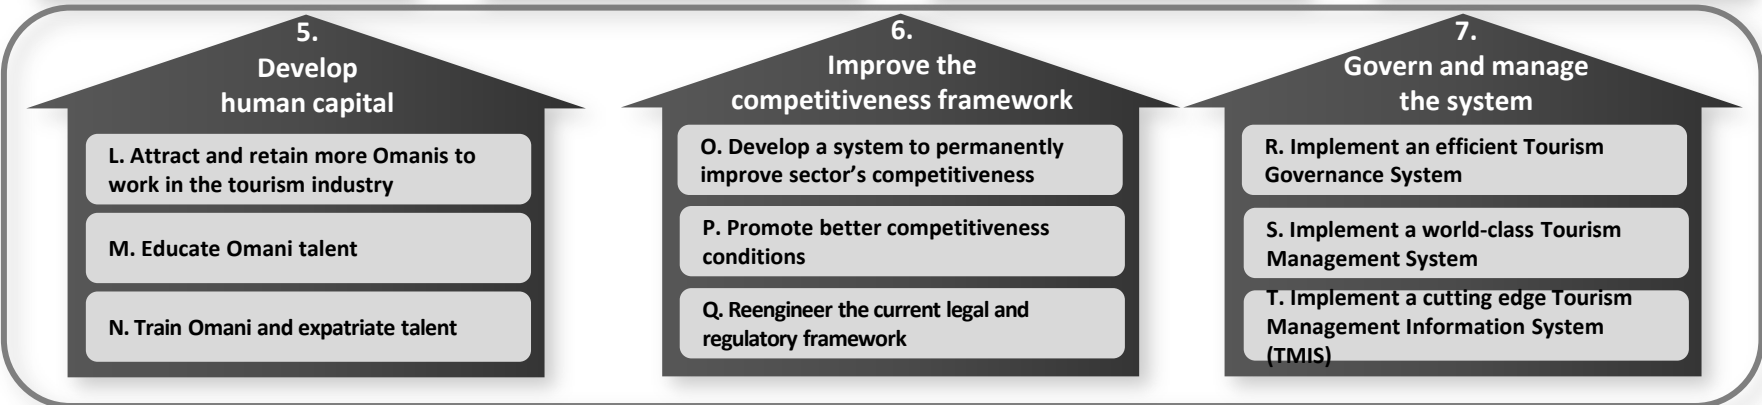 5.
Develop
human capital
L. Attract and retain more Omanis to
work in the tourism industry
M. Educate Omani talent
N. Train Omani and expatriate talent
6.
Improve the
competitiveness framework
O. Develop a system to permanently
improve sector’s competitiveness
P. Promote better competitiveness
conditions
Q. Reengineer the current legal and
regulatory framework
7.
Govern and manage
the system
R. Implement an efficient Tourism
Governance System
S. Implement a world-class Tourism
Management System
T. Implement a cutting edge Tourism
Management Information System
(TMIS)